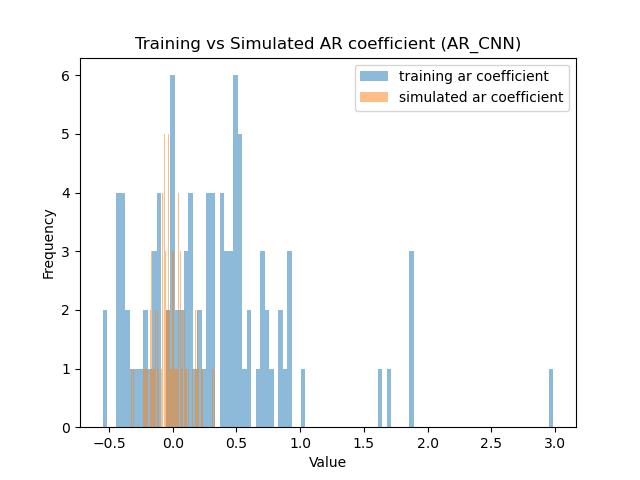 Training vs Simulated AR coefficient (AR_CNN)
training ar coefficient
simulated ar coefficient
Frequency
6
5
4
3
2
1
0
−0.5 0.0 0.5 1.0 1.5 2.0 2.5 3.0
Value